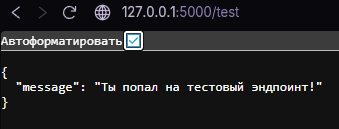 127.0.0.1:5000/test
Автоформатировать
{
"message": "Ты попал на тестовый эндпоинт!"
}